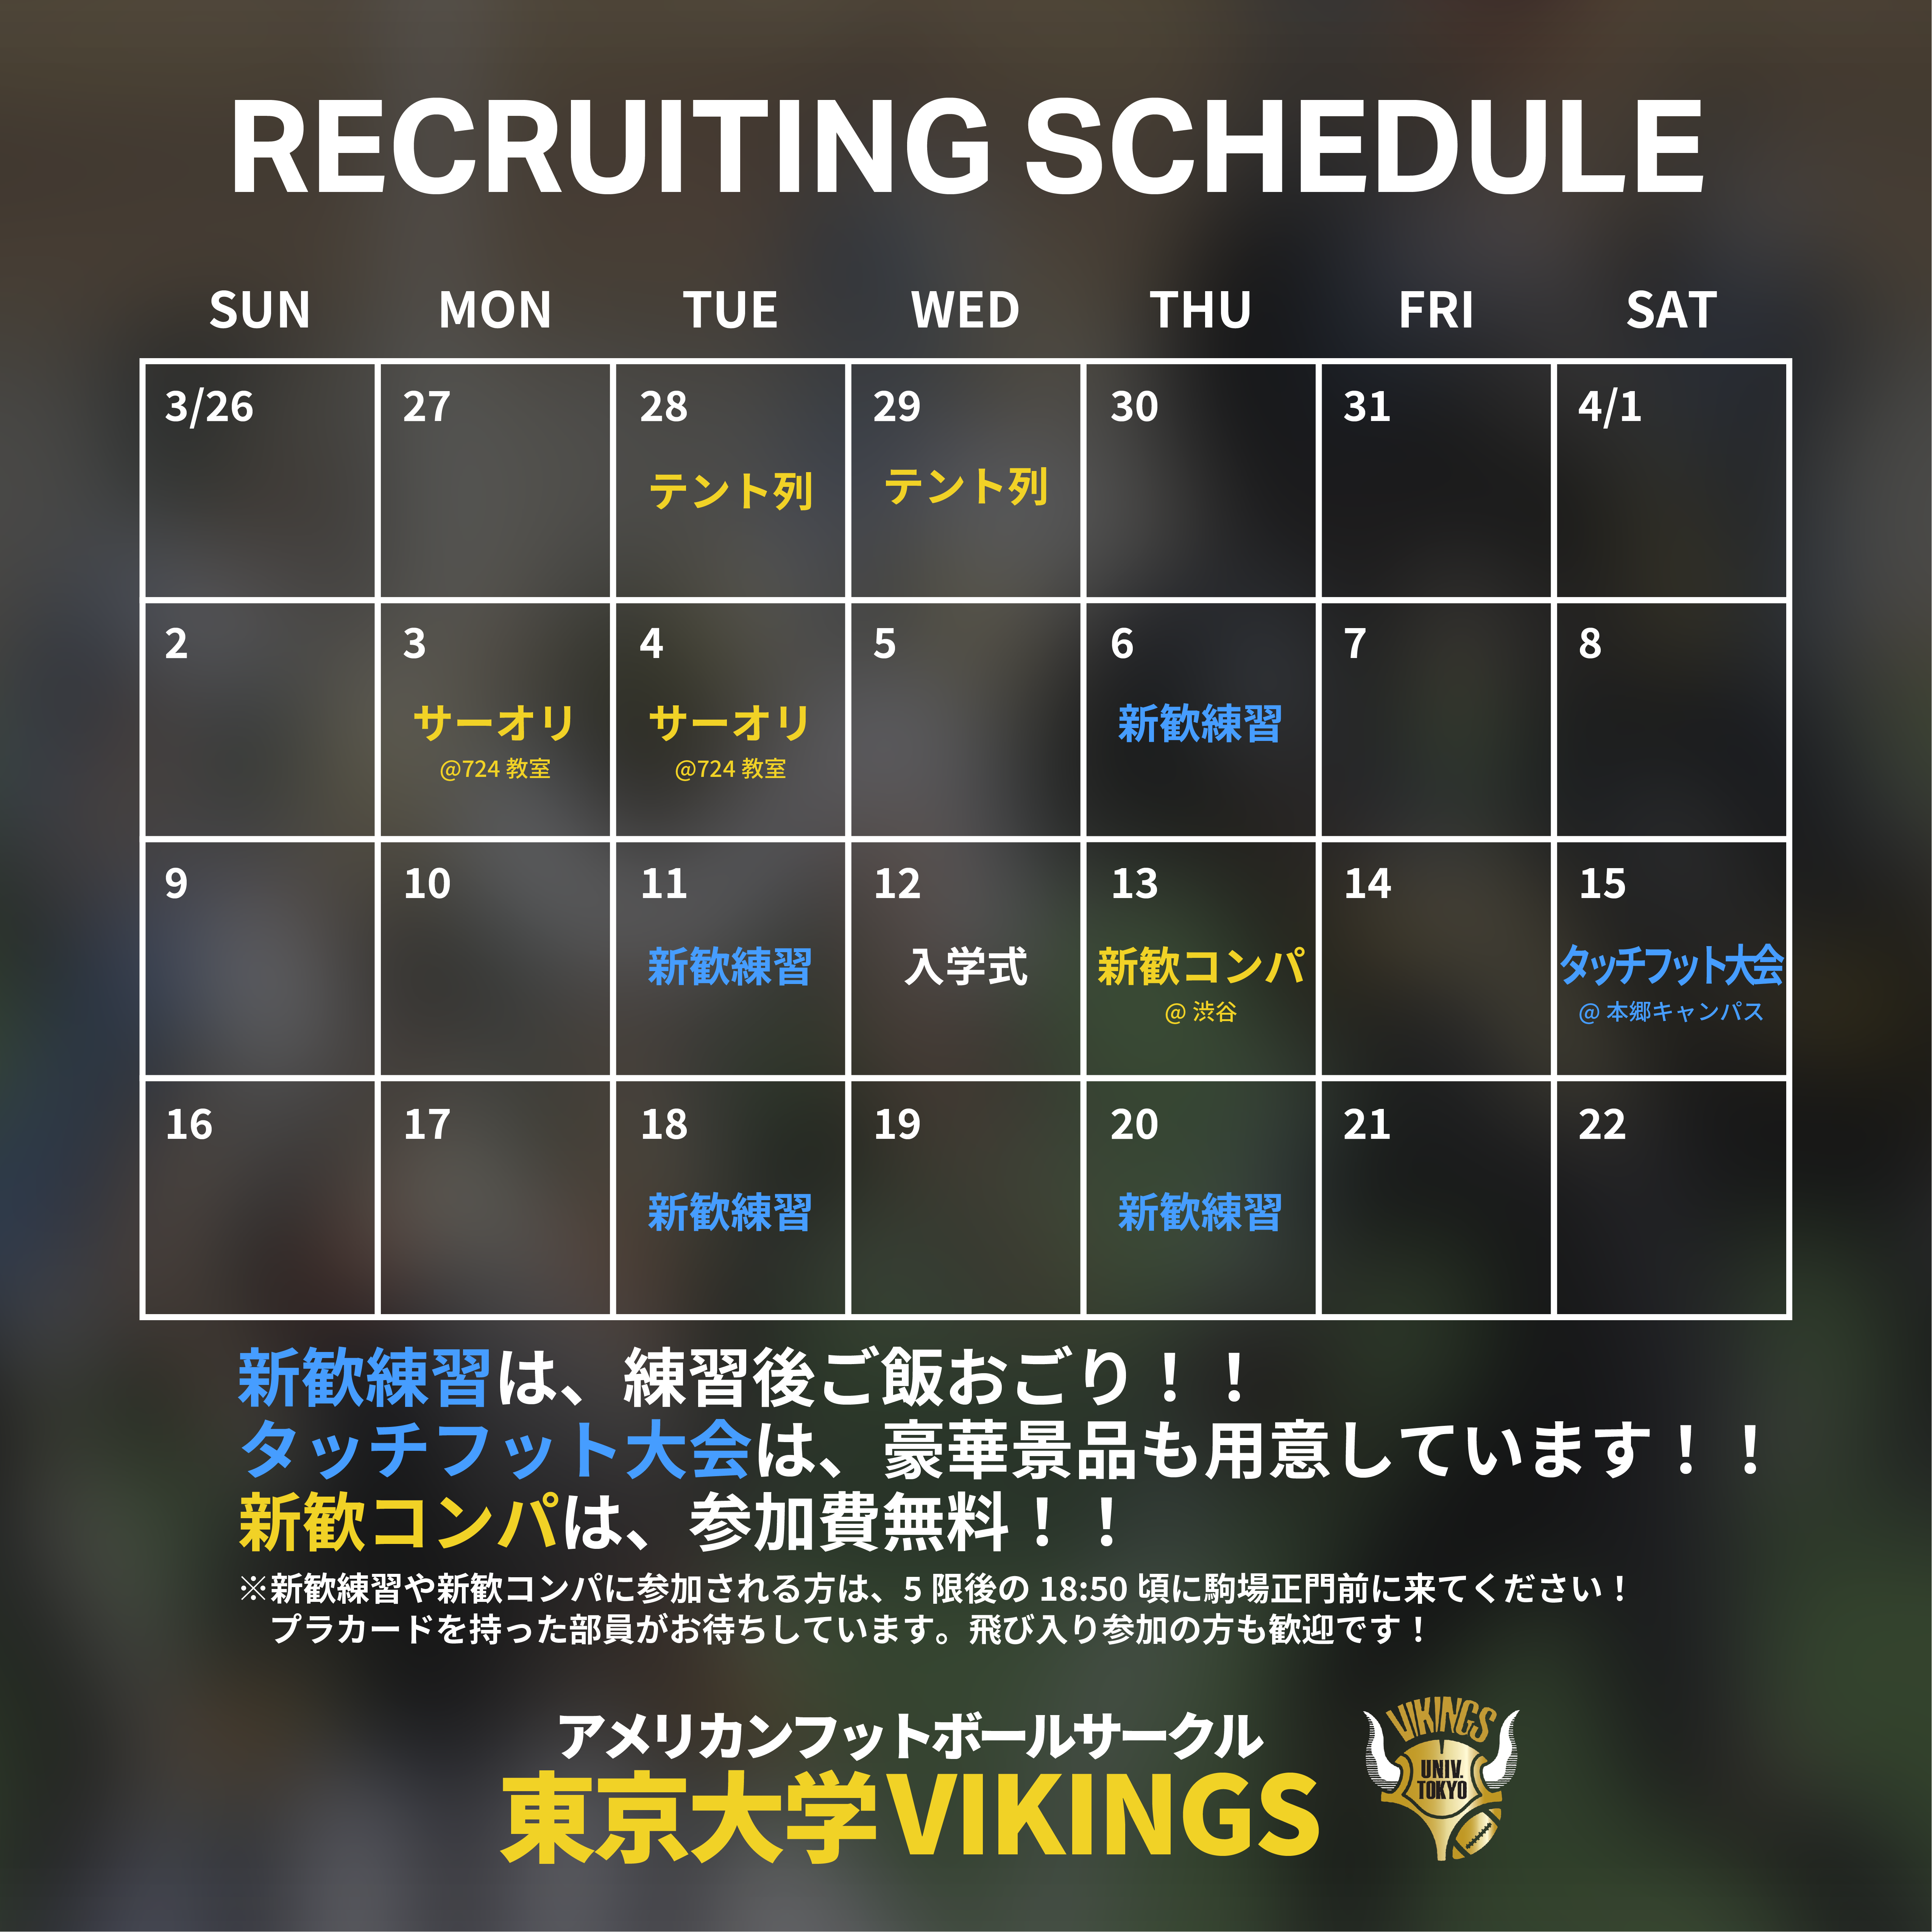 RECRUITING SCHEDULE
SUN MON TUE WED THU FRI SAT
3/26 27 28 29 30 31 4/1
テント列 テント列
2 3 4 5 6 7 8
サーオリ サーオリ 新歓練習
@724 教室 @724 教室
9 10 11 12 13 14 15
新歓練習 入学式 新歓コンパ タッチフット大会
@ 渋谷 @ 本郷キャンパス
16 17 18 19 20 21 22
新歓練習 新歓練習
新歓練習は、練習後ご飯おごり！！
タッチフット大会は、豪華景品も用意しています！！
新歓コンパは、参加費無料！！
※新歓練習や新歓コンパに参加される方は、5 限後の 18:50 頃に駒場正門前に来てください！
プラカードを持った部員がお待ちしています。飛び入り参加の方も歓迎です！
アメリカンフットボールサークル
東京大学VIKINGS
VIKINGS
UNIV.
TOKYO